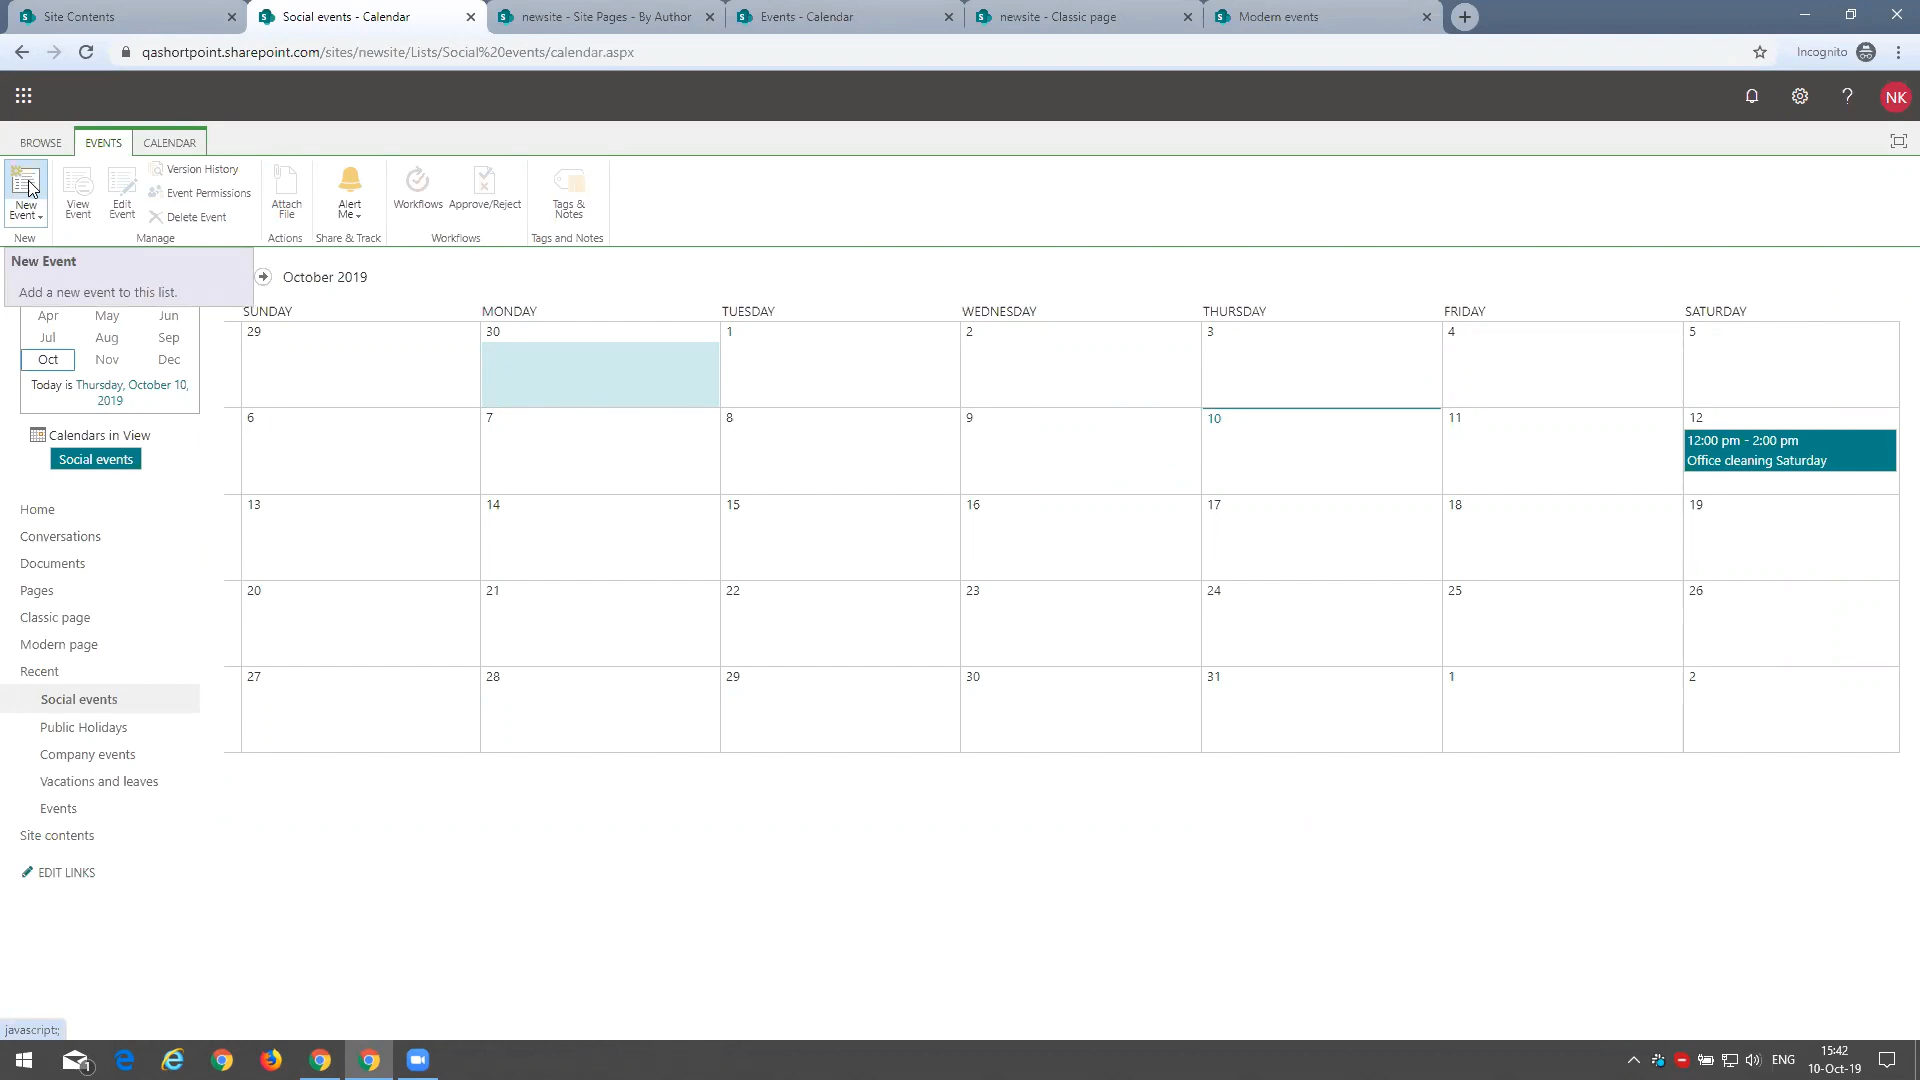 Site Contents
Social events - Calendar
newsite - Site Pages - By Author
Events - Calendar
newsite - Classic page
Modern events
qashortpoint.sharepoint.com/sites/newsite/Lists/Social%20events/calendar.aspx
Incognito
NK
BROWSE
EVENTS
CALENDAR
New
Event
View
Event
Edit
Event
Version History
Event Permissions
Delete Event
Attach
File
Alert
Me
Workflows
Approve/Reject
Tags &
Notes
New
Manage
Actions
Share & Track
Workflows
Tags and Notes
New Event
Add a new event to this list.
October 2019
Apr May Jun
Jul Aug Sep
Oct Nov Dec
Today is Thursday, October 10,
2019
Calendars in View
Social events
Home
Conversations
Documents
Pages
Classic page
Modern page
Recent
Social events
Public Holidays
Company events
Vacations and leaves
Events
Site contents
EDIT LINKS
SUNDAY MONDAY TUESDAY WEDNESDAY THURSDAY FRIDAY SATURDAY
29 30 1 2 3 4 5
6 7 8 9 10 11 12
12:00 pm - 2:00 pm
Office cleaning Saturday
13 14 15 16 17 18 19
20 21 22 23 24 25 26
27 28 29 30 31 1 2
javascript:;
1
ENG
15:42
10-Oct-19